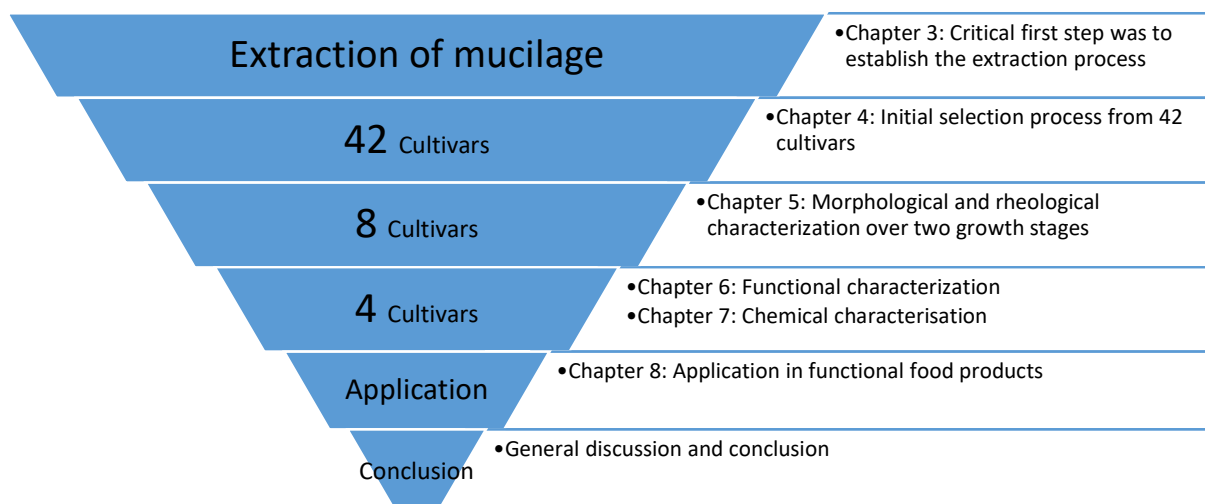 Extraction of mucilage
•Chapter 3: Critical first step was to
establish the extraction process
42 Cultivars
•Chapter 4: Initial selection process from 42
cultivars
8 Cultivars
•Chapter 5: Morphological and rheological
characterization over two growth stages
4 Cultivars
•Chapter 6: Functional characterization
•Chapter 7: Chemical characterisation
Application
•Chapter 8: Application in functional food products
Conclusion
•General discussion and conclusion